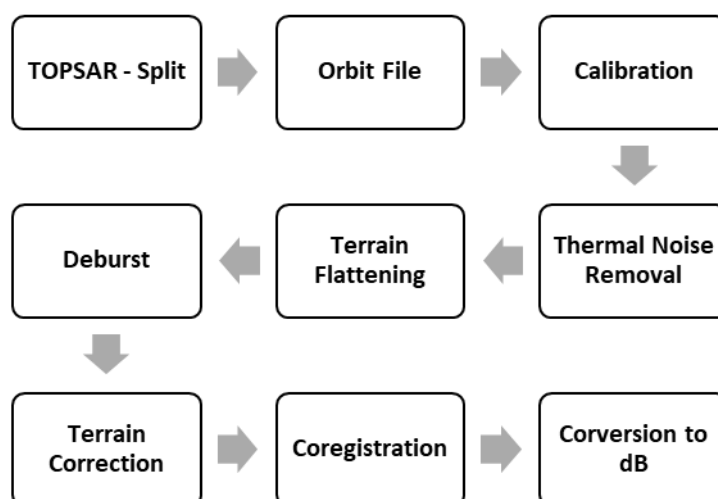 TOPSAR - Split
Orbit File
Calibration
Thermal Noise
Removal
Terrain
Flattening
Deburst
Terrain
Correction
Coregistration
Corversion to
dB